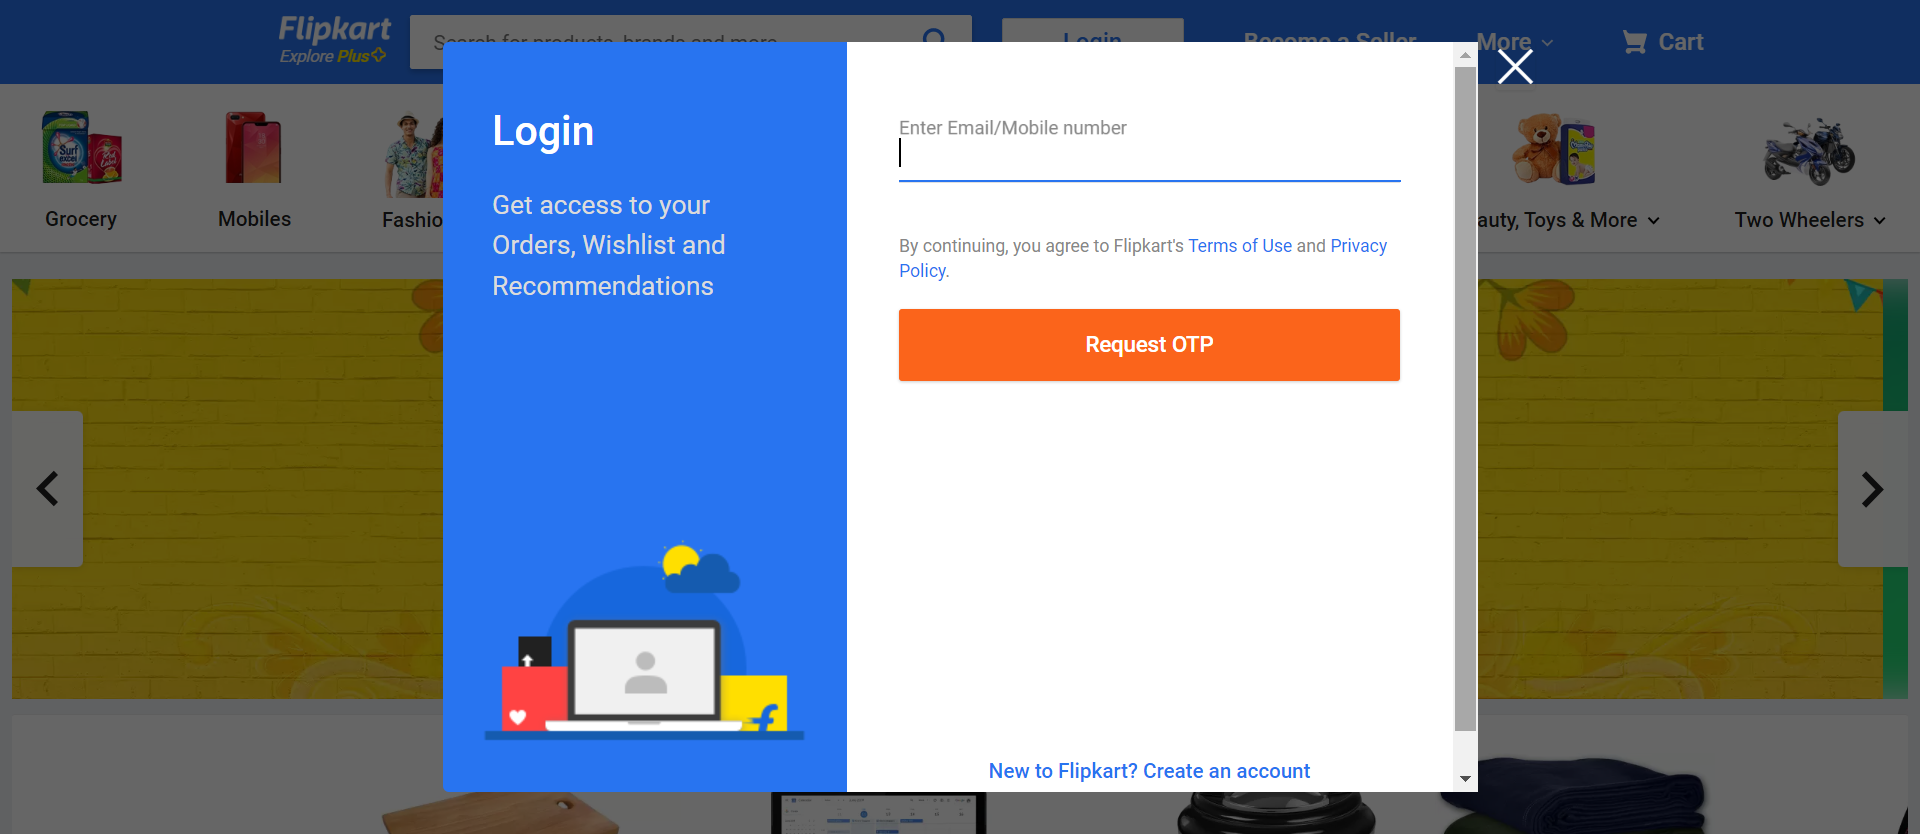 Flipkart
Explore Plus
Search for products, brands and more
Login
Become a Seller
More
Cart
Grocery
Mobiles
Fashio
auty, Toys & More
Two Wheelers
Login
Get access to your
Orders, Wishlist and
Recommendations
Enter Email/Mobile number
By continuing, you agree to Flipkart's Terms of Use and Privacy
Policy.
Request OTP
New to Flipkart? Create an account
Surf
excel